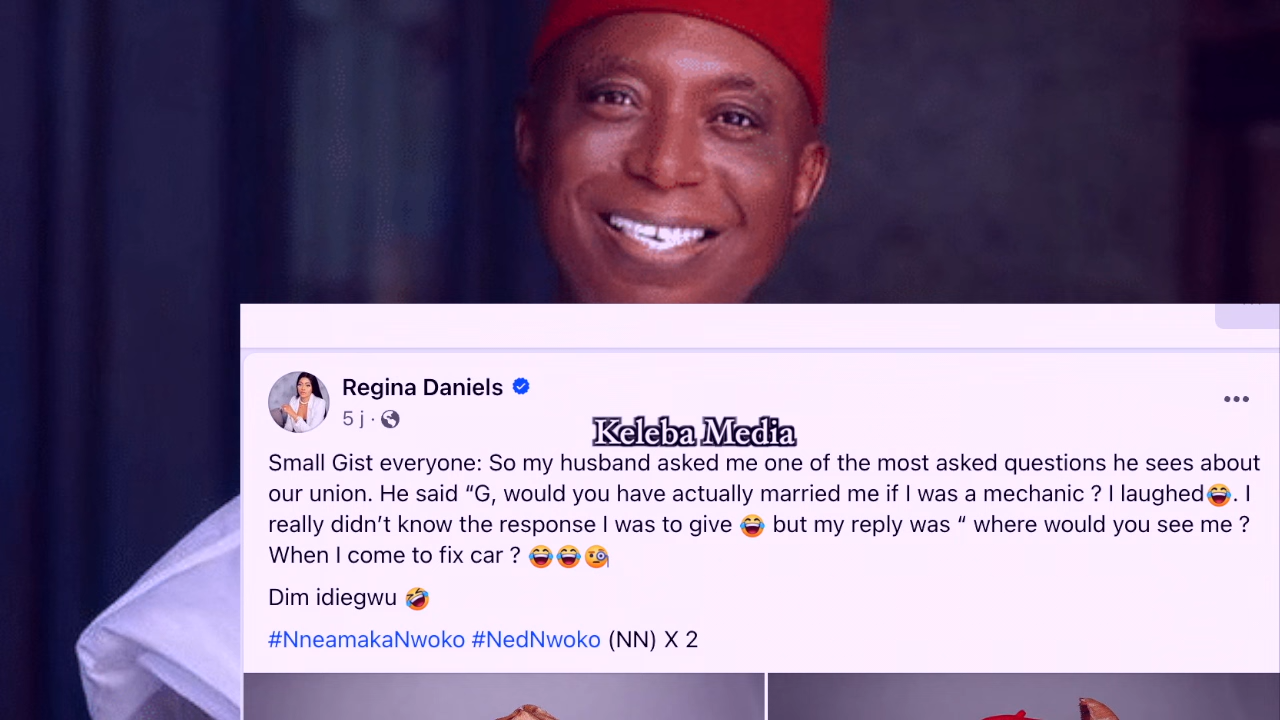 Regina Daniels
5 j ·
Keleba Media
Small Gist everyone: So my husband asked me one of the most asked questions he sees about
our union. He said “G, would you have actually married me if I was a mechanic ? I laughed😂. I
really didn’t know the response I was to give 😂 but my reply was “ where would you see me ?
When I come to fix car ? 😂😂🧐
Dim idiegwu 🤣
#NneamakaNwoko #NedNwoko (NN) X 2